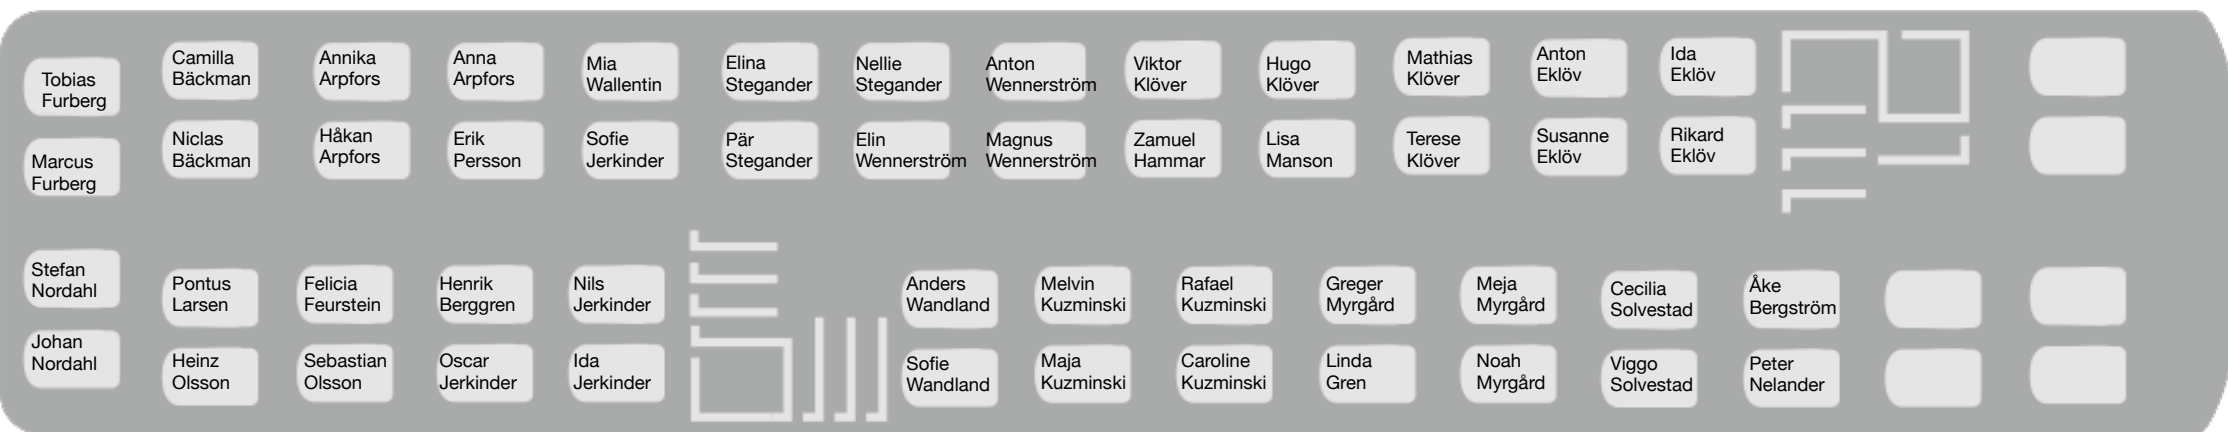 Tobias
Furberg
Camilla
Bäckman
Annika
Arpfors
Anna
Arpfors
Mia
Wallentin
Elina
Stegander
Nellie
Stegander
Anton
Wennerström
Viktor
Klöver
Hugo
Klöver
Mathias
Klöver
Anton
Eklöv
Ida
Eklöv
Marcus
Furberg
Niclas
Bäckman
Håkan
Arpfors
Erik
Persson
Sofie
Jerkinder
Pär
Stegander
Elin
Wennerström
Magnus
Wennerström
Zamuel
Hammar
Lisa
Manson
Terese
Klöver
Susanne
Eklöv
Rikard
Eklöv
Stefan
Nordahl
Pontus
Larsen
Felicia
Feurstein
Henrik
Berggren
Nils
Jerkinder
Anders
Wandland
Melvin
Kuzminski
Rafael
Kuzminski
Greger
Myrgård
Meja
Myrgård
Cecilia
Solvestad
Åke
Bergström
Johan
Nordahl
Heinz
Olsson
Sebastian
Olsson
Oscar
Jerkinder
Ida
Jerkinder
Sofie
Wandland
Maja
Kuzminski
Caroline
Kuzminski
Linda
Gren
Noah
Myrgård
Viggo
Solvestad
Peter
Nelander